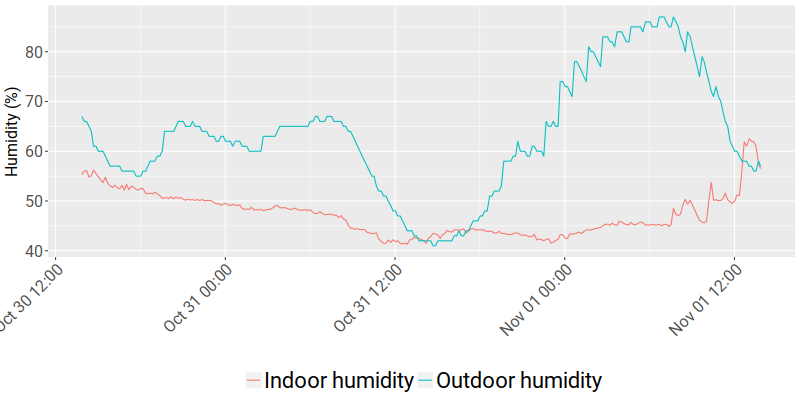 Humidity (%)
80
70
60
50
40
Oct 30 12:00
Oct 31 00:00
Oct 31 12:00
Nov 01 00:00
Nov 01 12:00
Indoor humidity
Outdoor humidity